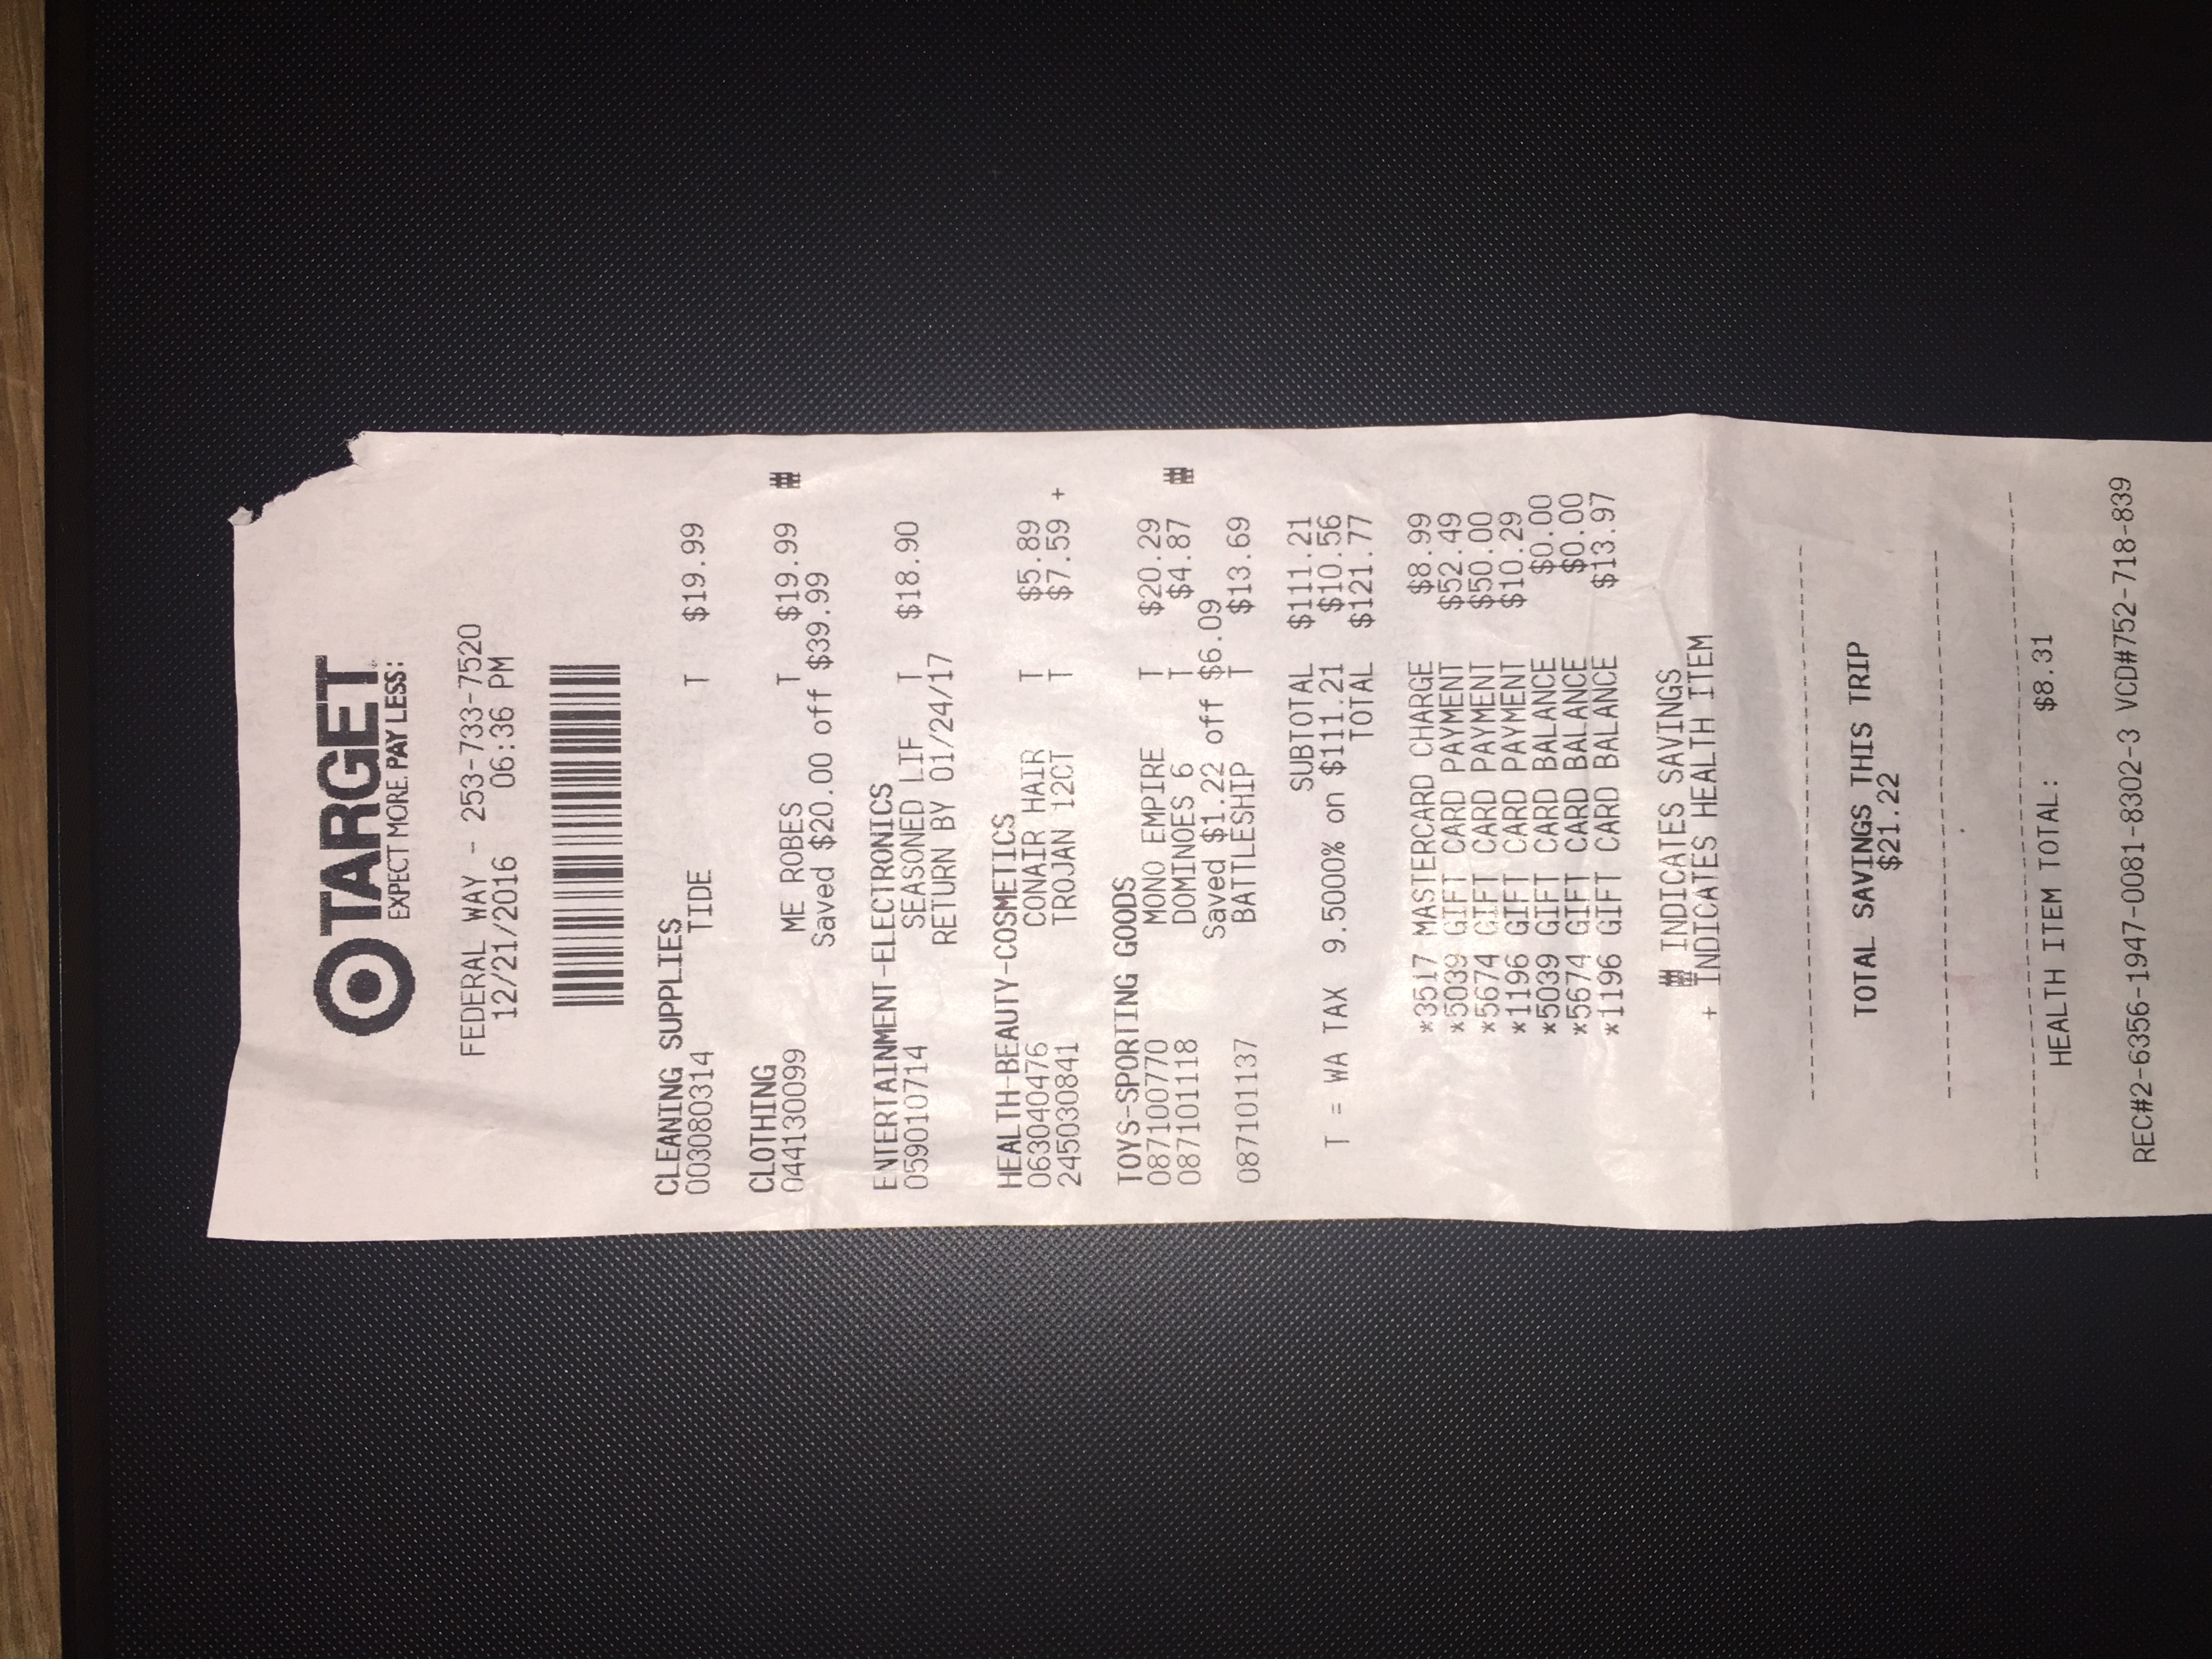 TARGET
EXPECT MORE. PAY LESS:
FEDERAL WAY - 253-733-7520
12/21/2016 06:36 PM
CLEANING SUPPLIES
003080314 TIDE T $19.99
CLOTHING
044130099 ME ROBES T $19.99 #
Saved $20.00 off $39.99
ENTERTAINMENT-ELECTRONICS
059010714 SEASONED LIF T $18.90
RETURN BY 01/24/17
HEALTH-BEAUTY-COSMETICS
063040476 CONAIR HAIR T $5.89
245030841 TROJAN 12CT T $7.59 +
TOYS-SPORTING GOODS
087100770 MONO EMPIRE T $20.29
087101118 DOMINOES 6 T $4.87 #
Saved $1.22 off $6.09
087101137 BATTLESHIP T $13.69
SUBTOTAL $111.21
T = WA TAX 9.5000% on $111.21 $10.56
TOTAL $121.77
*3517 MASTERCARD CHARGE $8.99
*5039 GIFT CARD PAYMENT $52.49
*5674 GIFT CARD PAYMENT $50.00
*1196 GIFT CARD PAYMENT $10.29
*5039 GIFT CARD BALANCE $0.00
*5674 GIFT CARD BALANCE $0.00
*1196 GIFT CARD BALANCE $13.97
# INDICATES SAVINGS
+ INDICATES HEALTH ITEM
TOTAL SAVINGS THIS TRIP
$21.22
HEALTH ITEM TOTAL: $8.31
REC#2-6356-1947-0081-8302-3 VCD#752-718-839